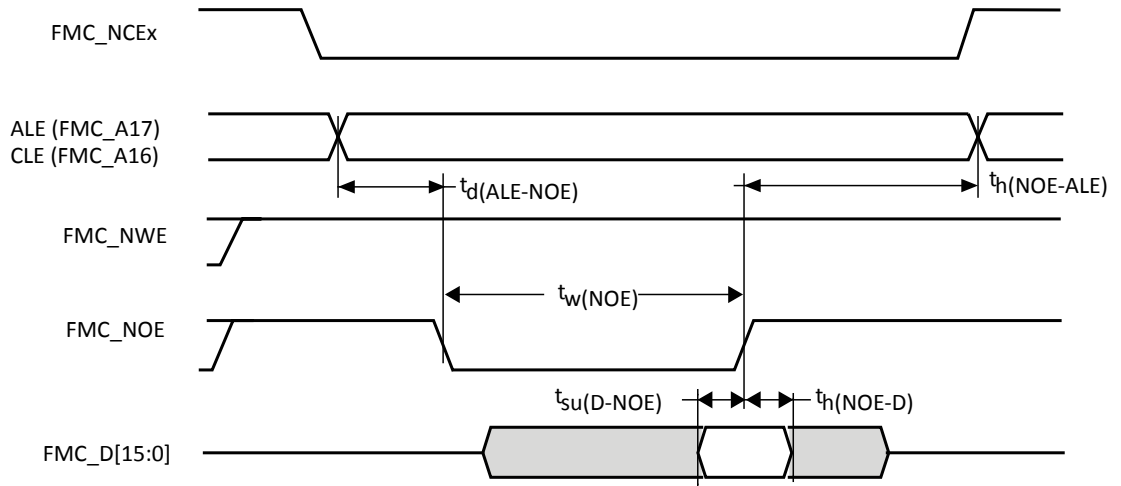 FMC_NCEx
ALE (FMC_A17)
CLE (FMC_A16)
td(ALE-NOE)
th(NOE-ALE)
FMC_NWE
tw(NOE)
FMC_NOE
tsu(D-NOE)
th(NOE-D)
FMC_D[15:0]